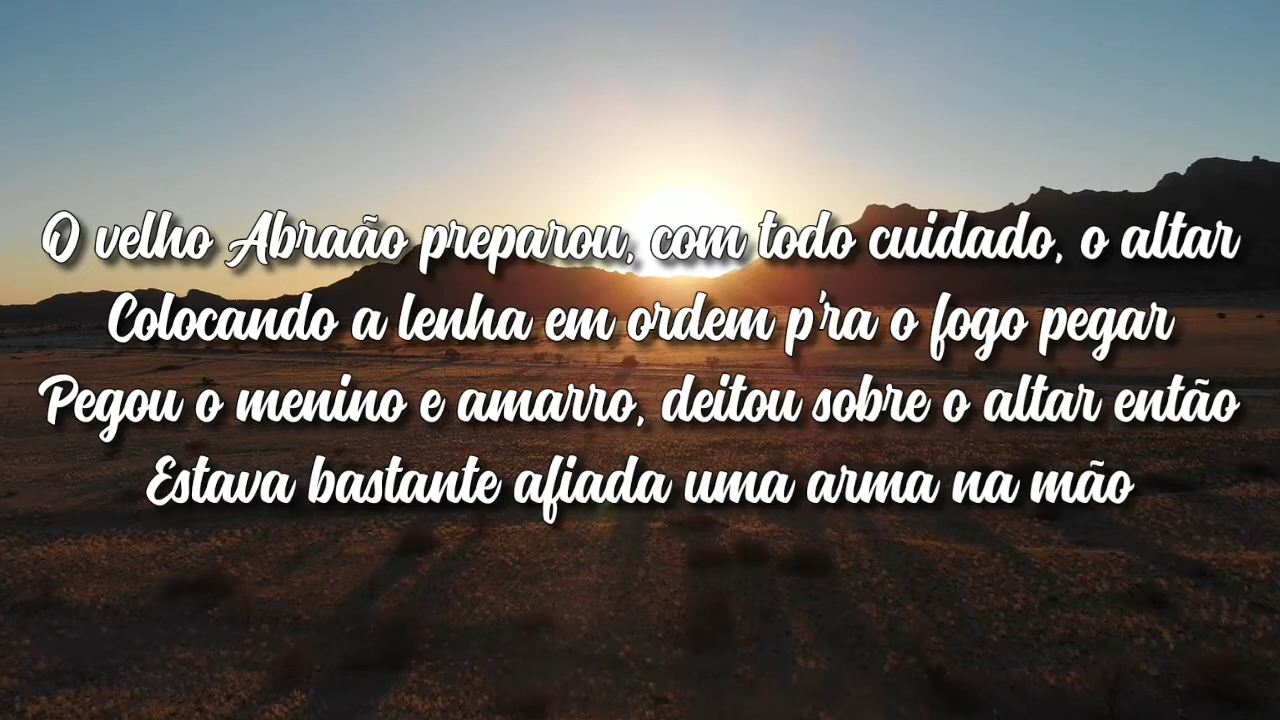 O velho Abraão preparou, com todo cuidado, o altar
Colocando a lenha em ordem p'ra o fogo pegar
Pegou o menino e amarro, deitou sobre o altar então
Estava bastante afiada uma arma na mão